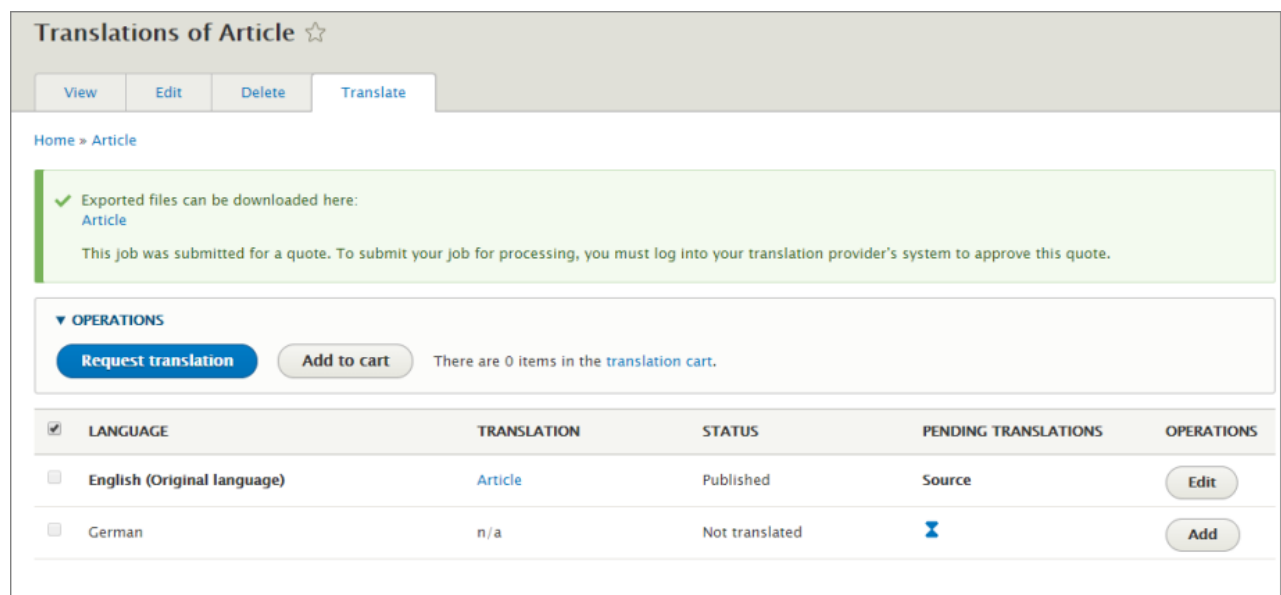 Translations of Article
View Edit Delete Translate
Home » Article
Exported files can be downloaded here:
Article
This job was submitted for a quote. To submit your job for processing, you must log into your translation provider's system to approve this quote.
OPERATIONS
Request translation Add to cart There are 0 items in the translation cart.
LANGUAGE TRANSLATION STATUS PENDING TRANSLATIONS OPERATIONS
English (Original language) Article Published Source Edit
German n/a Not translated Add